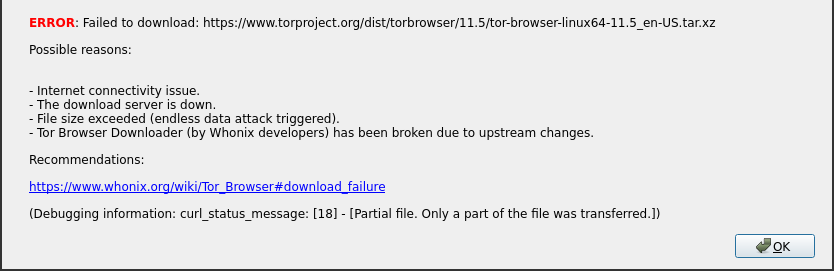 ERROR: Failed to download: https://www.torproject.org/dist/torbrowser/11.5/tor-browser-linux64-11.5_en-US.tar.xz
Possible reasons:
- Internet connectivity issue.
- The download server is down.
- File size exceeded (endless data attack triggered).
- Tor Browser Downloader (by Whonix developers) has been broken due to upstream changes.
Recommendations:
https://www.whonix.org/wiki/Tor_Browser#download_failure
(Debugging information: curl_status_message: [18] - [Partial file. Only a part of the file was transferred.])
OK